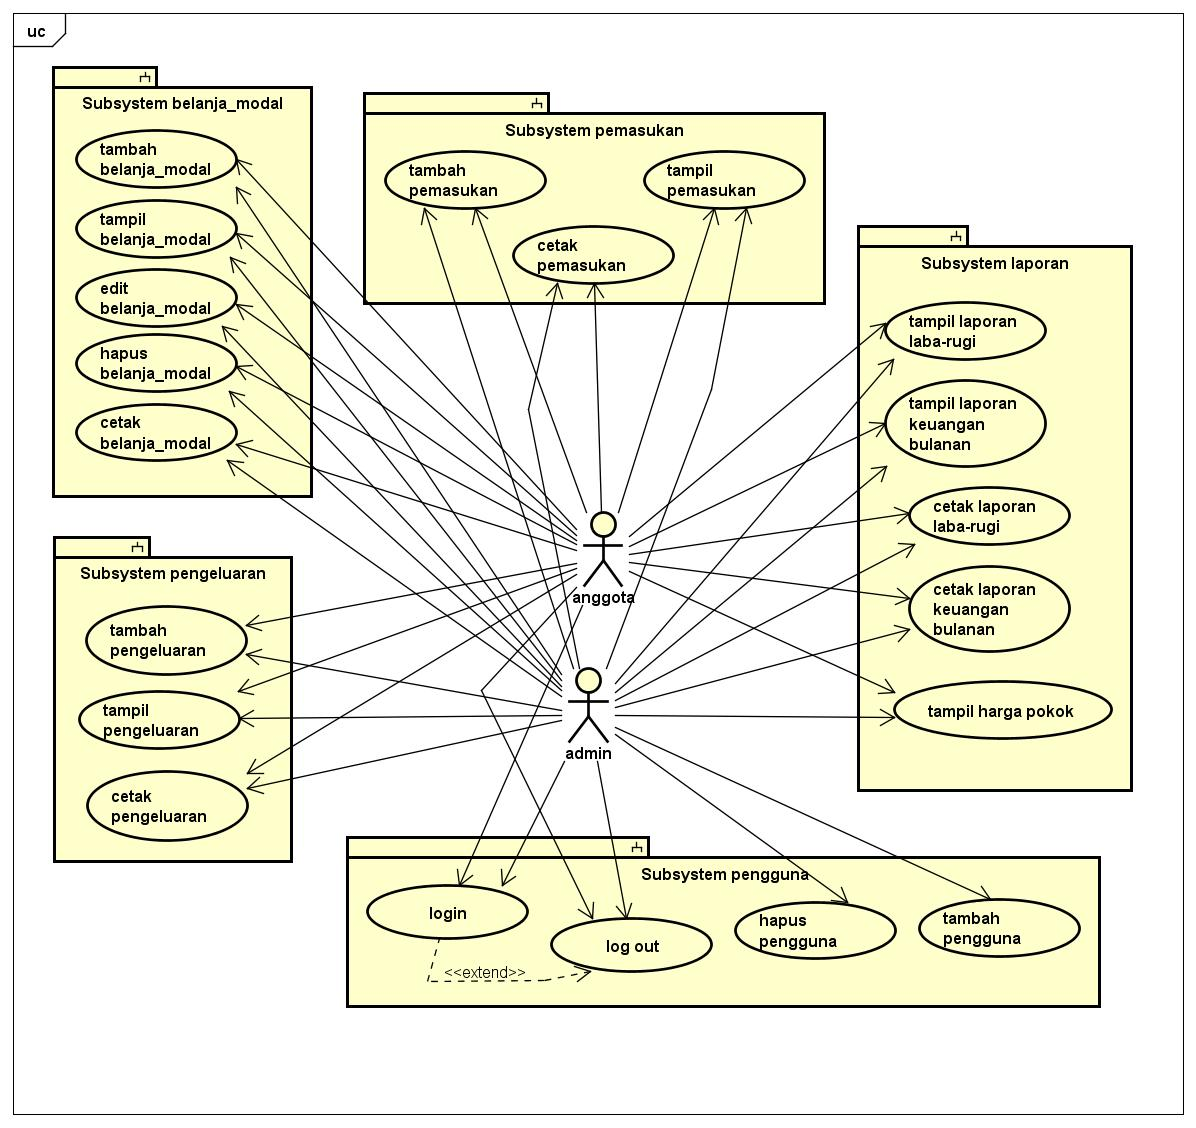 uc
Subsystem belanja_modal
tambah
belanja_modal
tampil
belanja_modal
edit
belanja_modal
hapus
belanja_modal
cetak
belanja_modal
Subsystem pemasukan
tambah
pemasukan
tampil
pemasukan
cetak
pemasukan
Subsystem laporan
tampil laporan
laba-rugi
tampil laporan
keuangan
bulanan
cetak laporan
laba-rugi
cetak laporan
keuangan
bulanan
tampil harga pokok
Subsystem pengeluaran
tambah
pengeluaran
tampil
pengeluaran
cetak
pengeluaran
anggota
admin
Subsystem pengguna
login
log out
hapus
pengguna
tambah
pengguna
<<extend>>